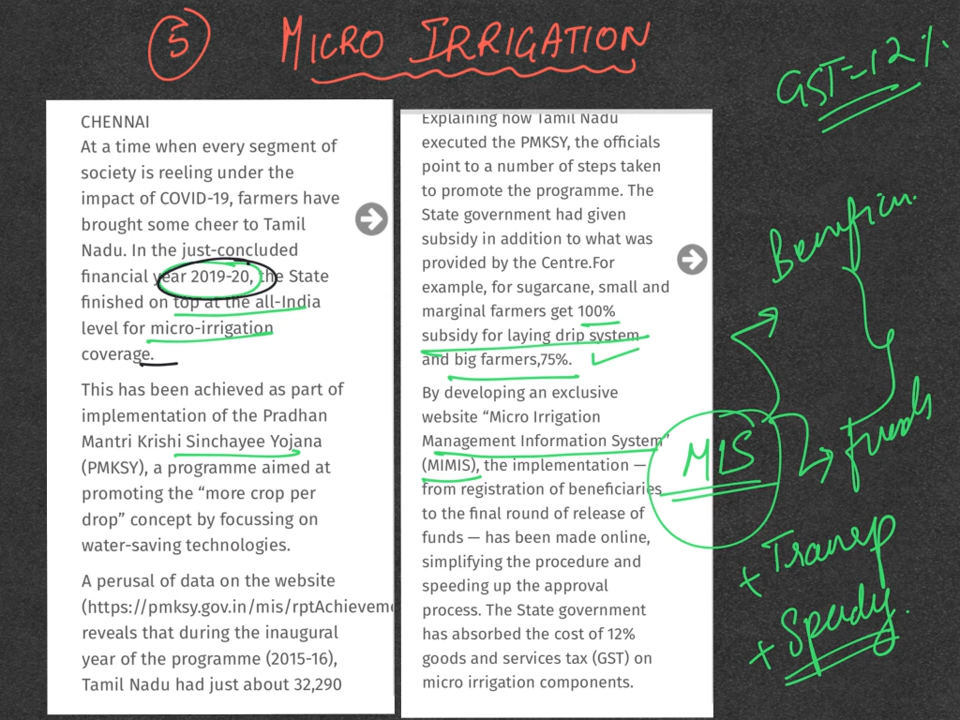 5 MICRO IRRIGATION
GST=12%
CHENNAI
At a time when every segment of
society is reeling under the
impact of COVID-19, farmers have
brought some cheer to Tamil
Nadu. In the just-concluded
financial year 2019-20, the State
finished on top at the all-India
level for micro-irrigation
coverage.
This has been achieved as part of
implementation of the Pradhan
Mantri Krishi Sinchayee Yojana
(PMKSY), a programme aimed at
promoting the “more crop per
drop” concept by focussing on
water-saving technologies.
A perusal of data on the website
(https://pmksy.gov.in/mis/rptAchieveme
reveals that during the inaugural
year of the programme (2015-16),
Tamil Nadu had just about 32,290
Explaining how Tamil Nadu
executed the PMKSY, the officials
point to a number of steps taken
to promote the programme. The
State government had given
subsidy in addition to what was
provided by the Centre.For
example, for sugarcane, small and
marginal farmers get 100%
subsidy for laying drip system
and big farmers,75%.
By developing an exclusive
website “Micro Irrigation
Management Information System”
(MIMIS), the implementation —
from registration of beneficiaries
to the final round of release of
funds — has been made online,
simplifying the procedure and
speeding up the approval
process. The State government
has absorbed the cost of 12%
goods and services tax (GST) on
micro irrigation components.
Benefici.
MIS
Funds
+ Transp
+ Speedy.